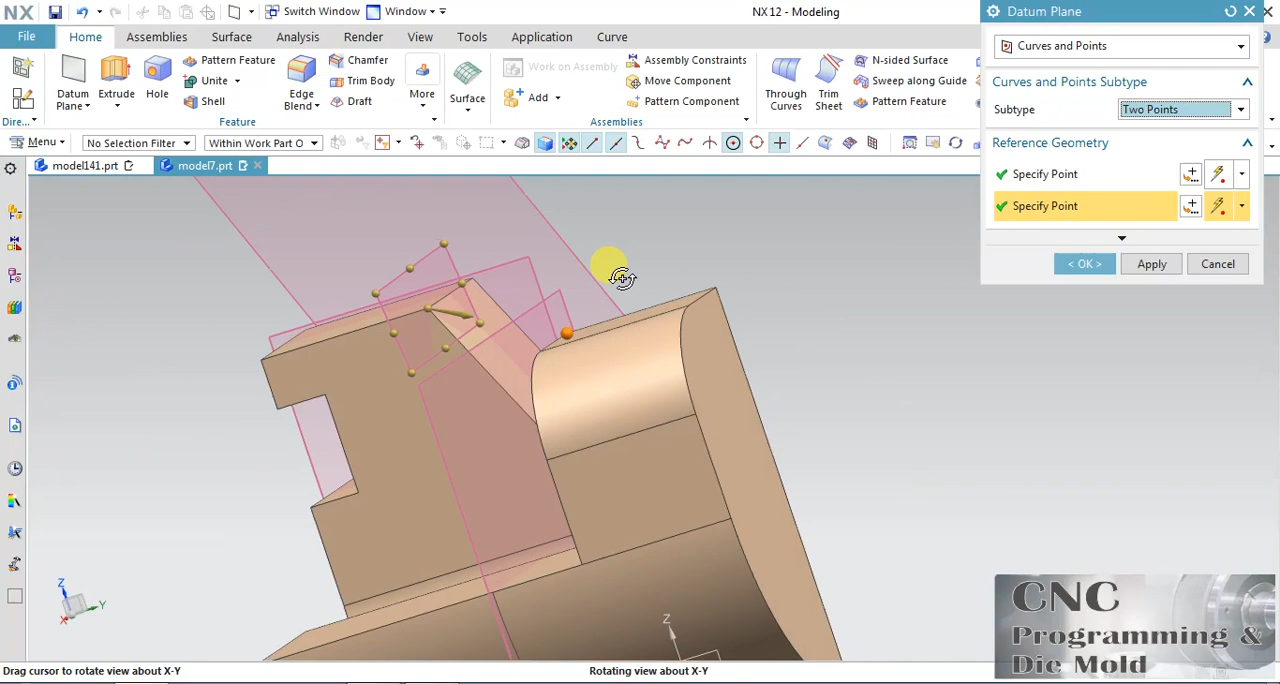 NX
Switch Window
Window
NX 12 - Modeling
Datum Plane
File
Home
Assemblies
Surface
Analysis
Render
View
Tools
Application
Curve
Curves and Points
Pattern Feature
Chamfer
Work on Assembly
Assembly Constraints
N-sided Surface
Unite
Trim Body
Move Component
Sweep along Guide
Shell
Draft
Add
Pattern Component
Pattern Feature
Datum Plane
Extrude
Hole
Edge Blend
More
Surface
Through Curves
Trim Sheet
Dire...
Feature
Assemblies
Curves and Points Subtype
Subtype
Two Points
Reference Geometry
Specify Point
Specify Point
< OK >
Apply
Cancel
Menu
No Selection Filter
Within Work Part O
model141.prt
model7.prt
Z
Y
X
Z
CNC
Programming &
Die Mold
Drag cursor to rotate view about X-Y
Rotating view about X-Y